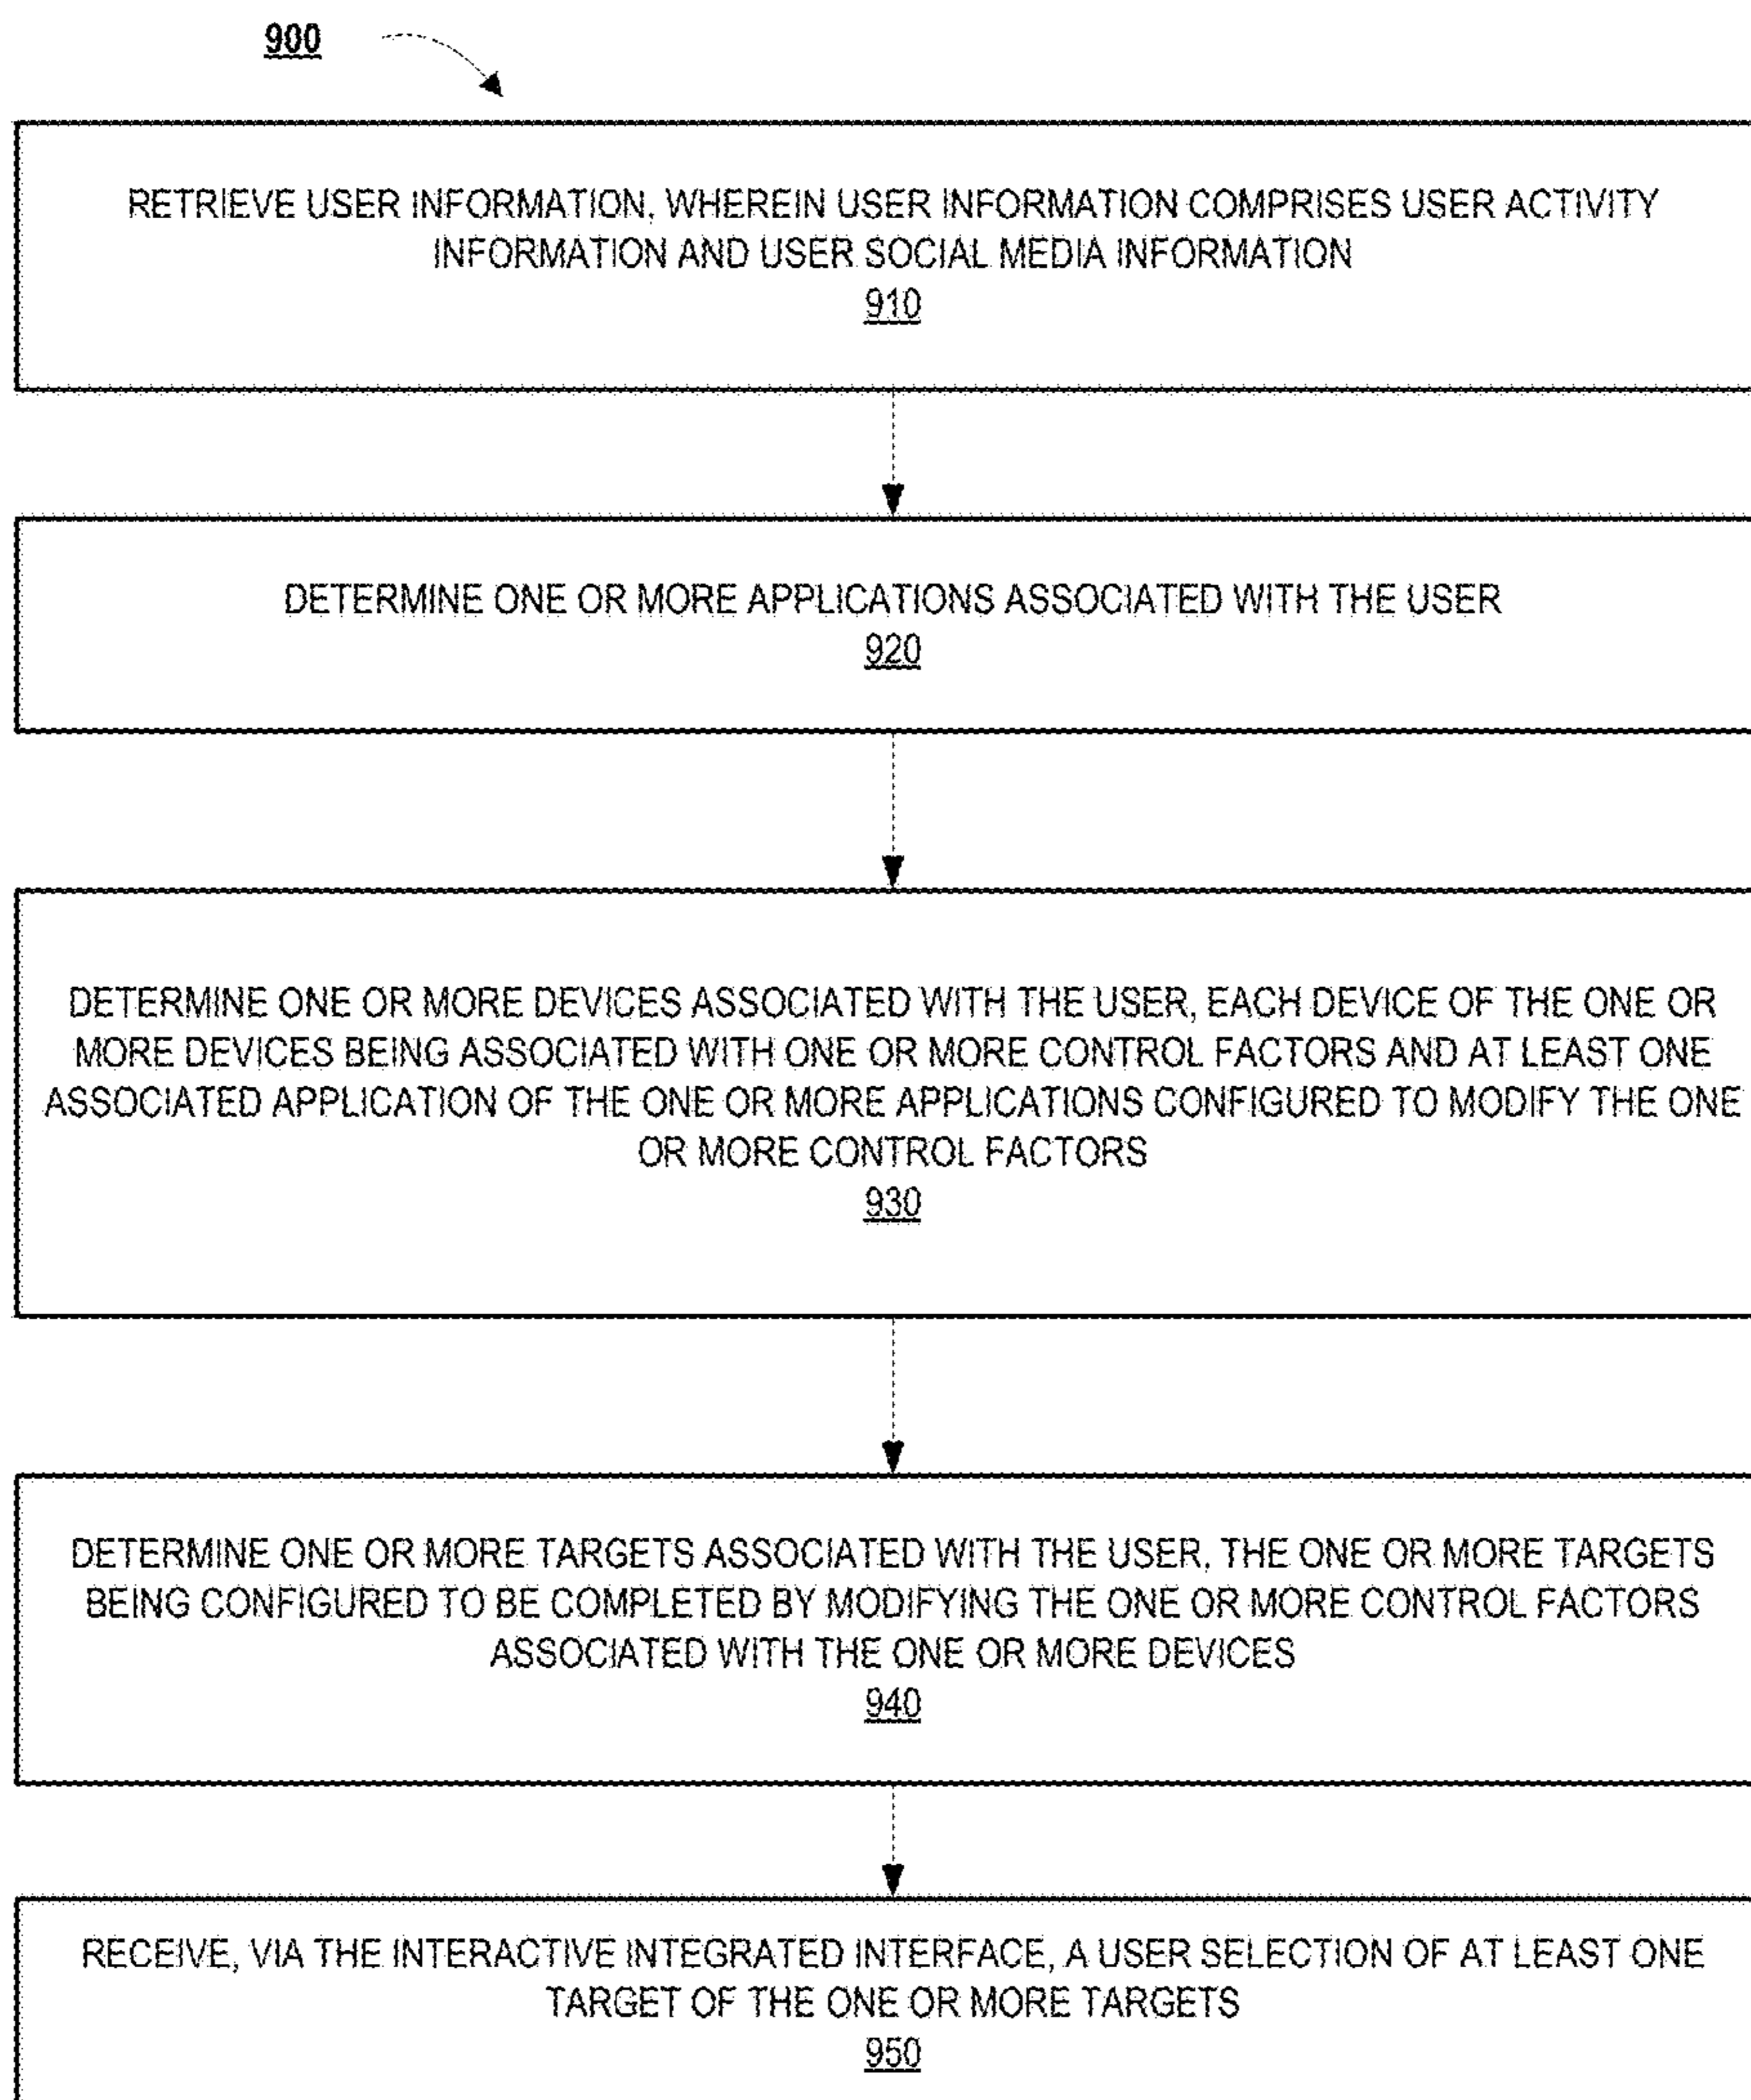 900
RETRIEVE USER INFORMATION, WHEREIN USER INFORMATION COMPRISES USER ACTIVITY
INFORMATION AND USER SOCIAL MEDIA INFORMATION
910
DETERMINE ONE OR MORE APPLICATIONS ASSOCIATED WITH THE USER
920
DETERMINE ONE OR MORE DEVICES ASSOCIATED WITH THE USER, EACH DEVICE OF THE ONE OR
MORE DEVICES BEING ASSOCIATED WITH ONE OR MORE CONTROL FACTORS AND AT LEAST ONE
ASSOCIATED APPLICATION OF THE ONE OR MORE APPLICATIONS CONFIGURED TO MODIFY THE ONE
OR MORE CONTROL FACTORS
930
DETERMINE ONE OR MORE TARGETS ASSOCIATED WITH THE USER, THE ONE OR MORE TARGETS
BEING CONFIGURED TO BE COMPLETED BY MODIFYING THE ONE OR MORE CONTROL FACTORS
ASSOCIATED WITH THE ONE OR MORE DEVICES
940
RECEIVE, VIA THE INTERACTIVE INTEGRATED INTERFACE, A USER SELECTION OF AT LEAST ONE
TARGET OF THE ONE OR MORE TARGETS
950